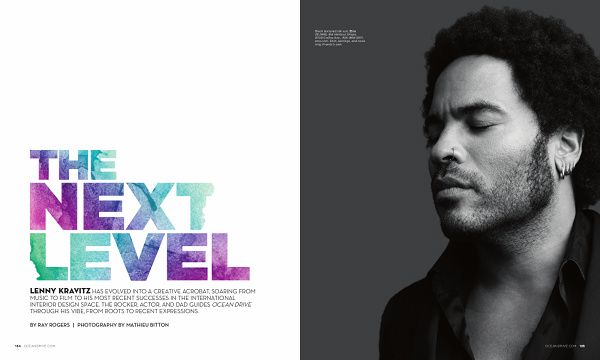 THE
NEXT
LEVEL
LENNY KRAVITZ HAS EVOLVED INTO A CREATIVE ACROBAT, SOARING FROM
MUSIC TO FILM TO HIS MOST RECENT SUCCESSES IN THE INTERNATIONAL
INTERIOR DESIGN SPACE. THE ROCKER, ACTOR, AND DAD GUIDES OCEAN DRIVE
THROUGH HIS VIBE, FROM ROOTS TO RECENT EXPRESSIONS.
BY RAY ROGERS | PHOTOGRAPHY BY MATHIEU BITTON
OCEANDRIVE.COM
OCEANDRIVE.COM